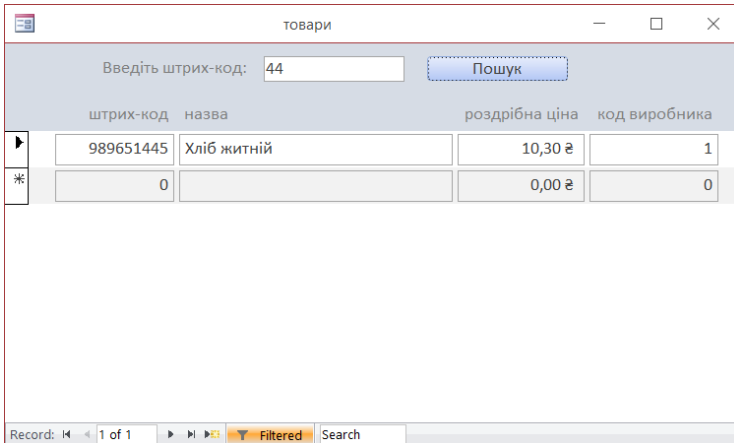 товари
Введіть штрих-код: 44 Пошук
штрих-код назва роздрібна ціна код виробника
989651445 Хліб житній 10,30 ₴ 1
0 0,00 ₴ 0
Record: 1 of 1 Filtered Search